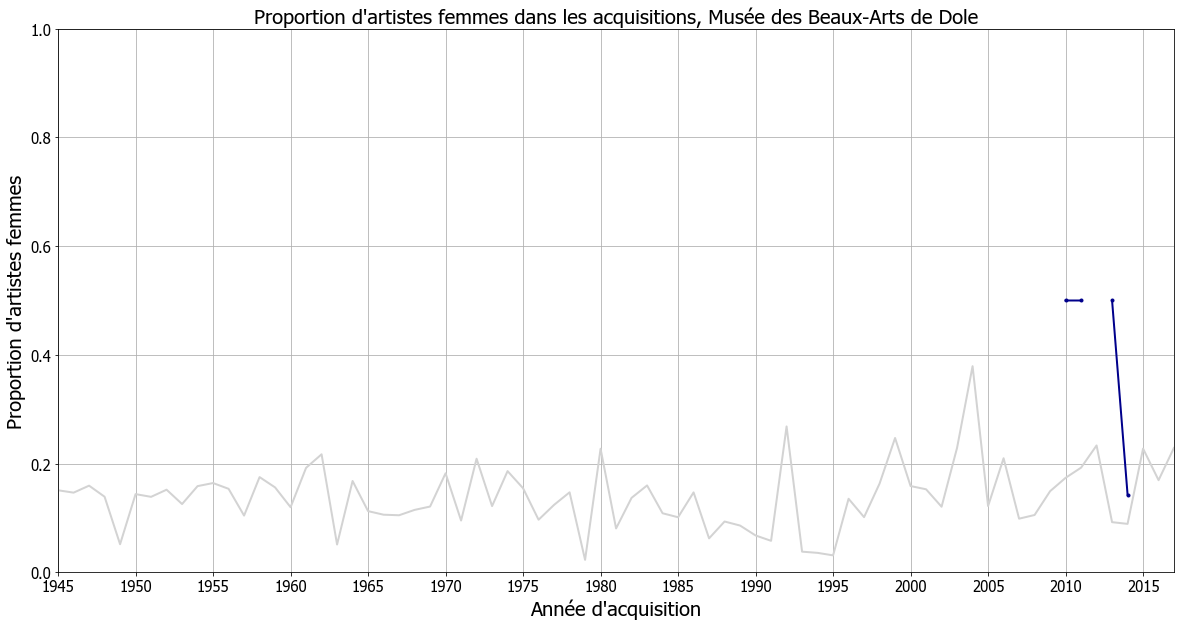 Proportion d'artistes femmes dans les acquisitions, Musée des Beaux-Arts de Dole
Proportion d'artistes femmes
1.0
0.8
0.6
0.4
0.2
0.0
1945 1950 1955 1960 1965 1970 1975 1980 1985 1990 1995 2000 2005 2010 2015
Année d'acquisition